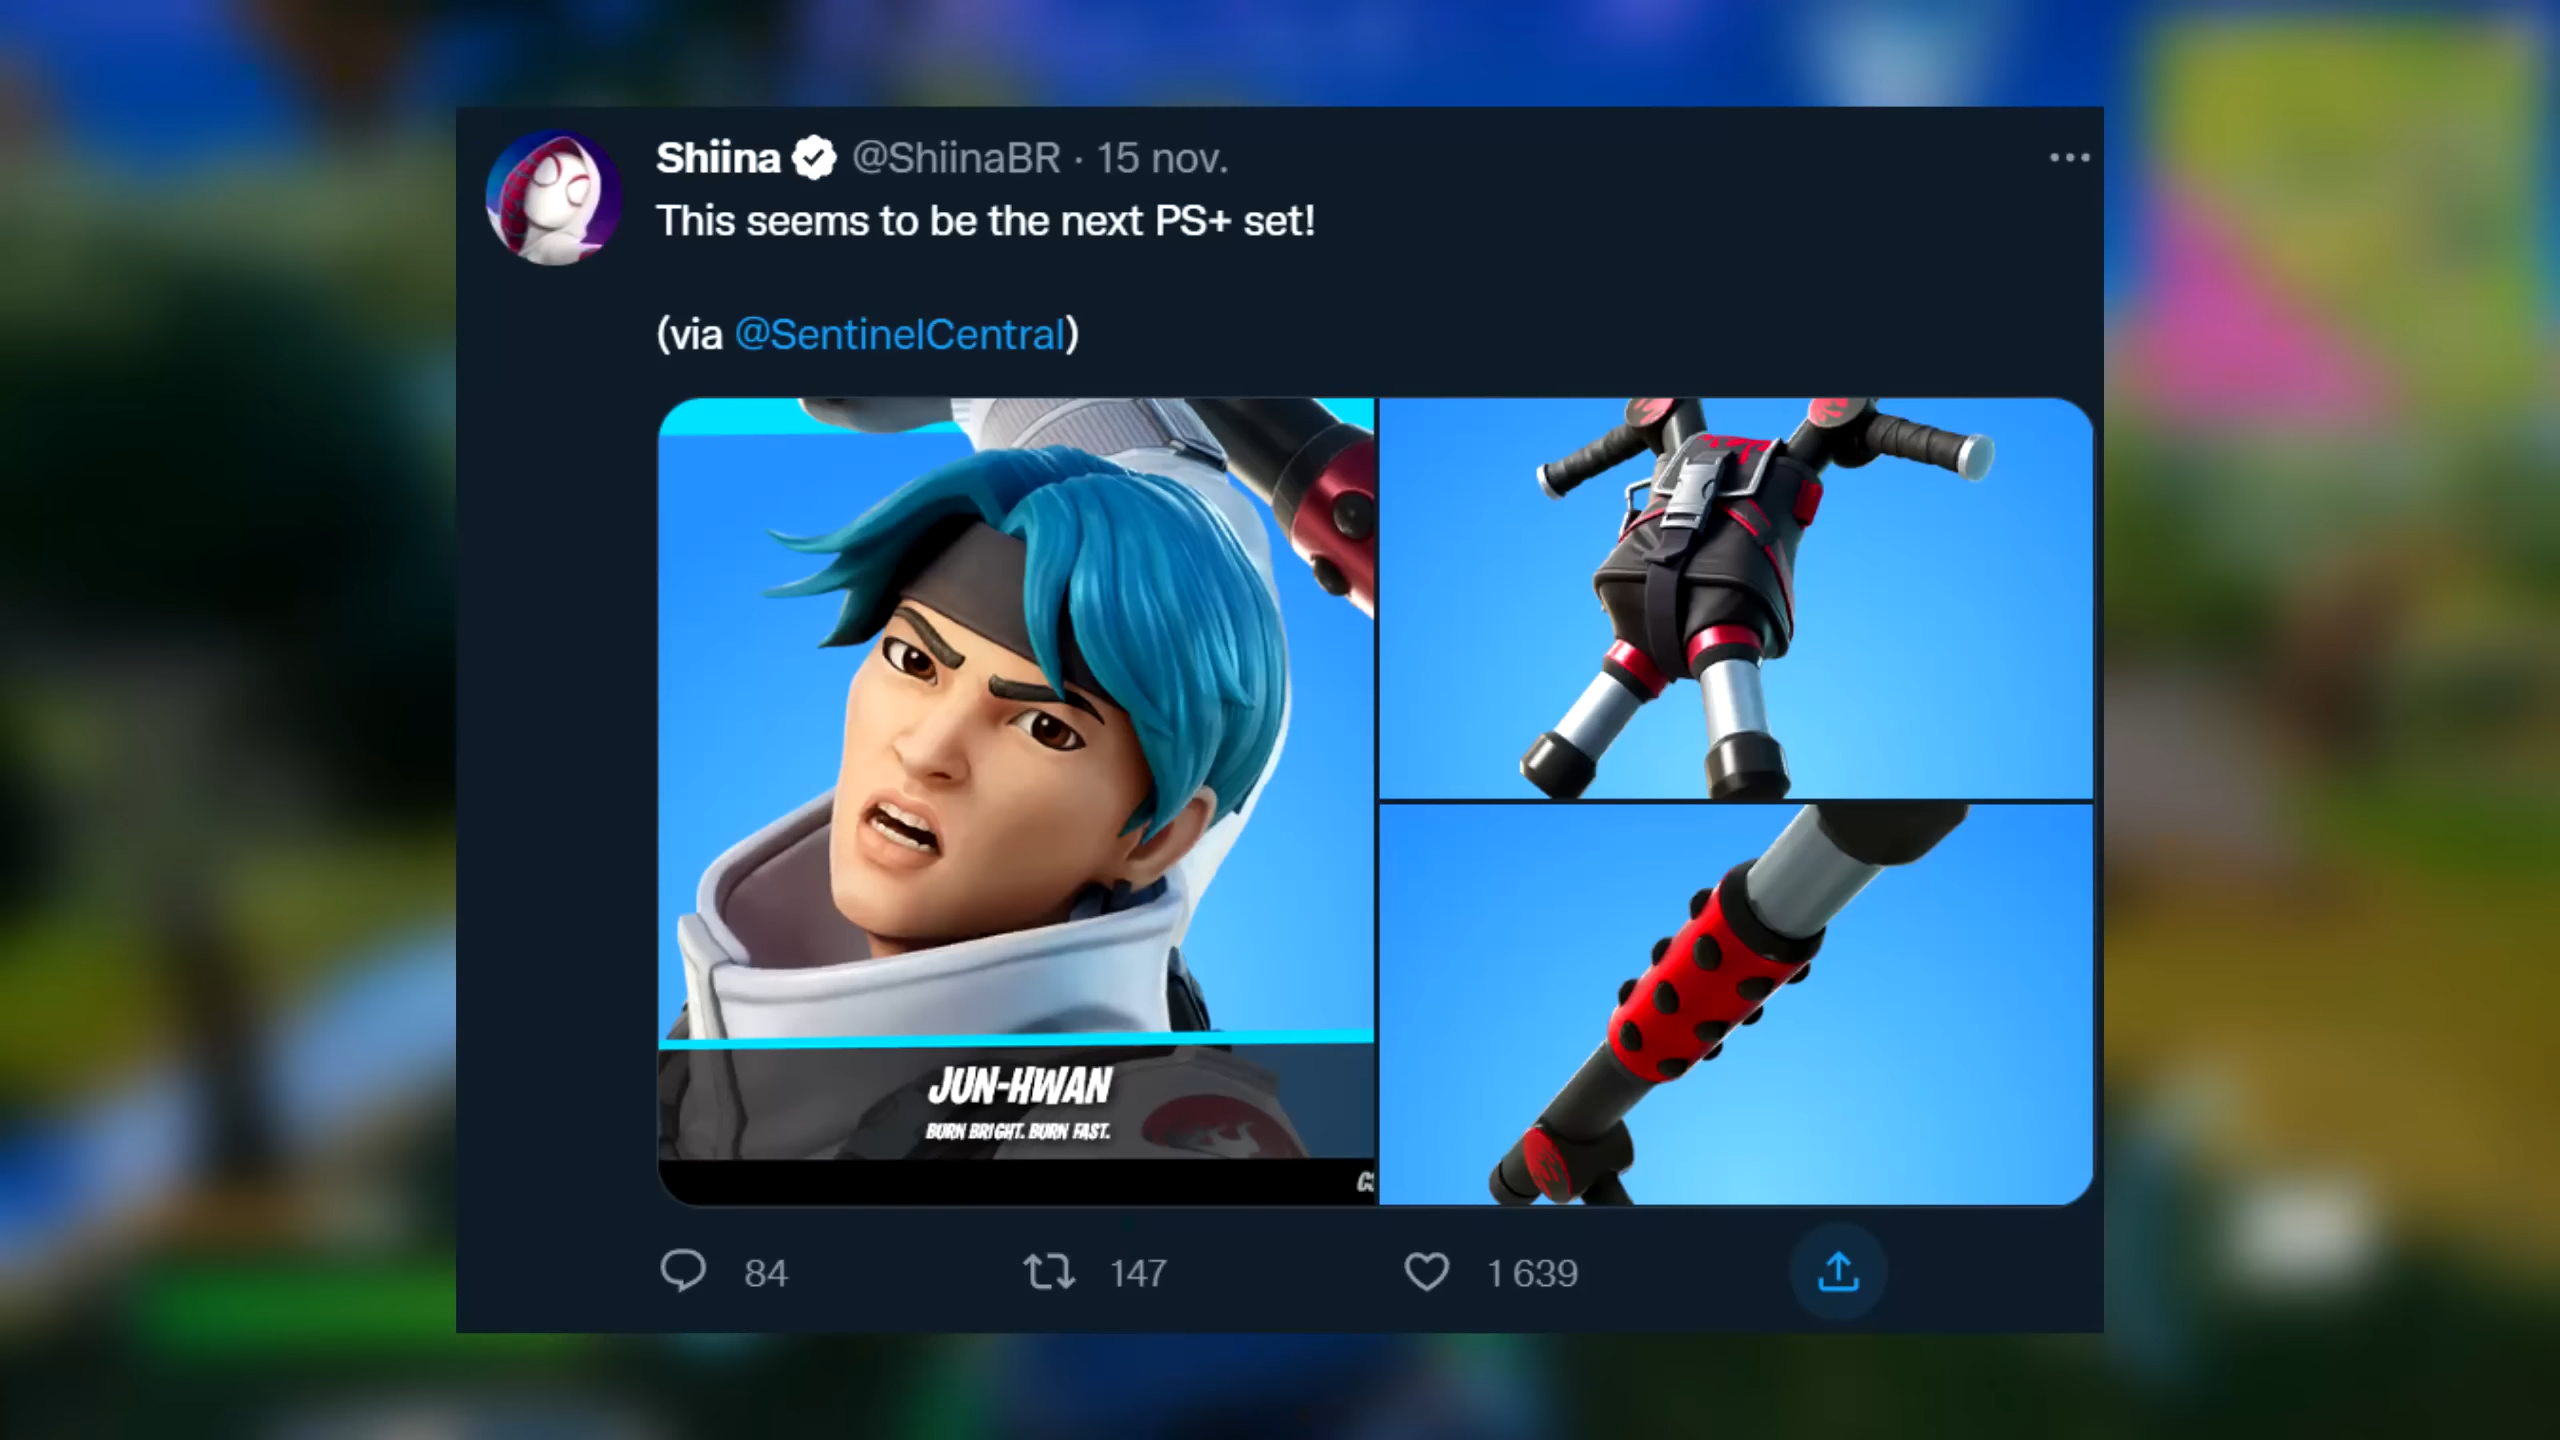 Shiina @ShiinaBR · 15 nov.
This seems to be the next PS+ set!
(via @SentinelCentral)
JUN-HWAN
BURN BRIGHT. BURN FAST.
84 147 1 639